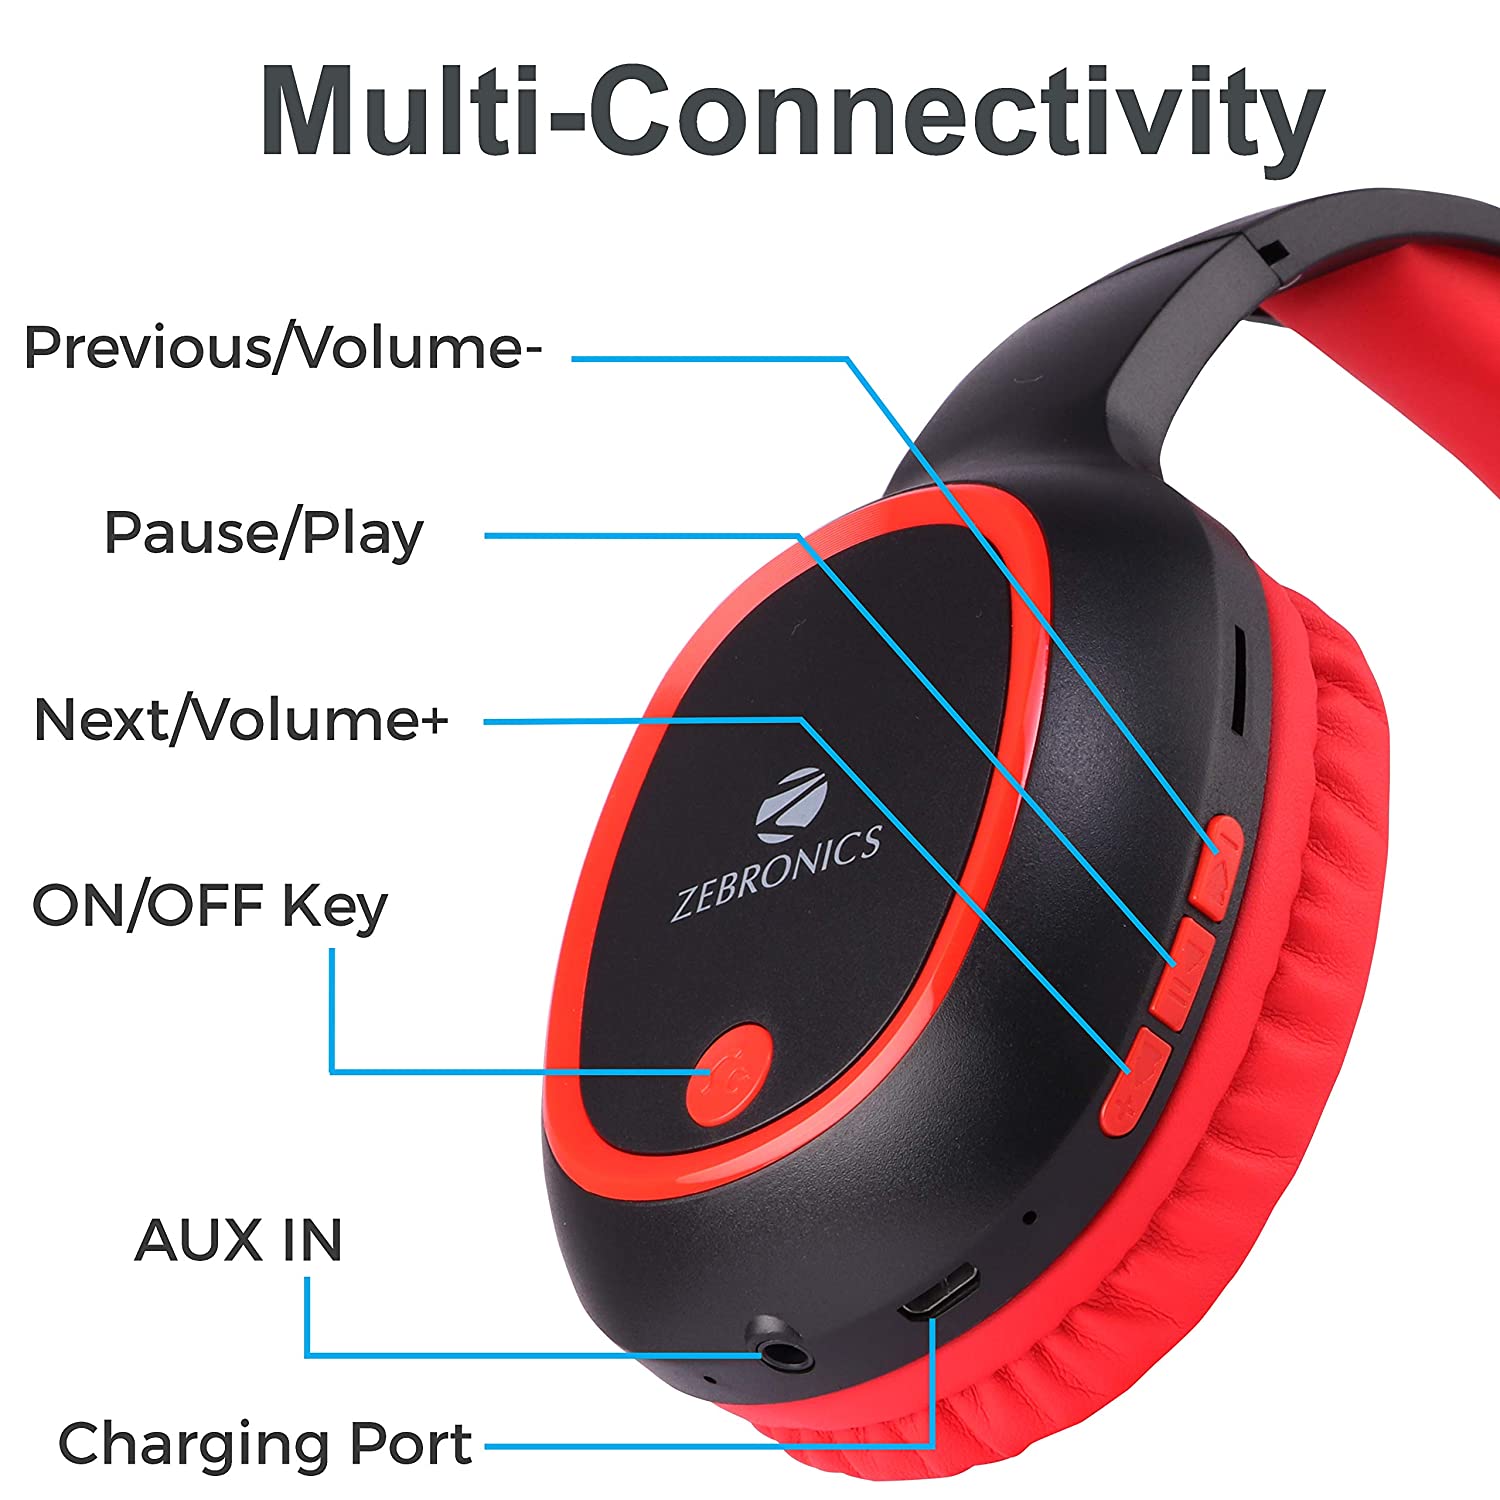 Multi-Connectivity
Previous/Volume-
Pause/Play
Next/Volume+
ZEBRONICS
ON/OFF Key
AUX IN
Charging Port